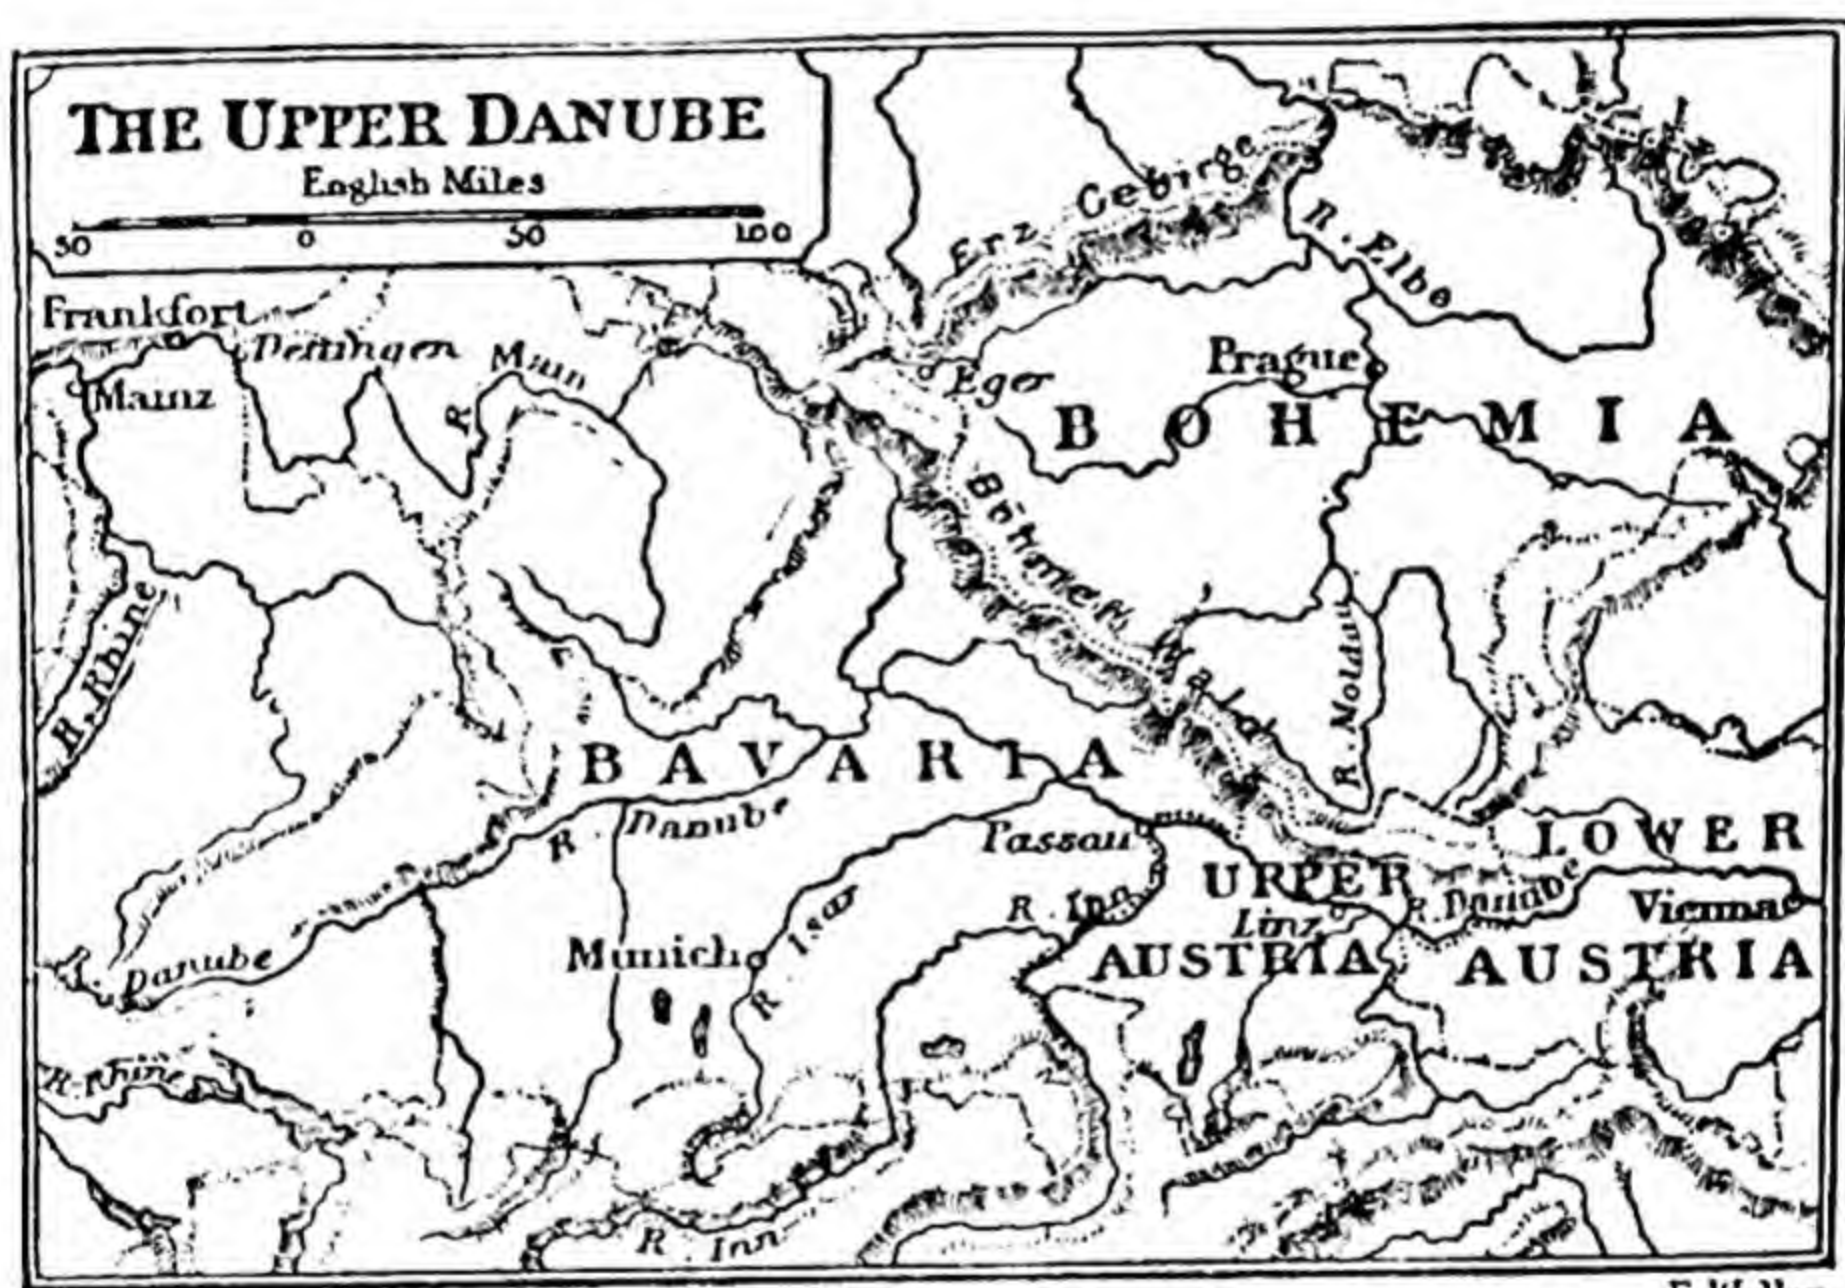 THE UPPER DANUBE
English Miles
50 0 50 100
Erz Gebirge
R. Elbe
Frankfort
Dettingen
R Main
Mainz
Eger
Prague
BOHEMIA
Böhmer Wald
R. Rhine
R. Moldau
BAVARIA
R. Danube
Passau
LOWER
UPPER
R. Danube
Vienna
R. Inn
Linz
R. Isar
Munich
AUSTRIA
AUSTRIA
Danube
R. Rhine
R. Inn